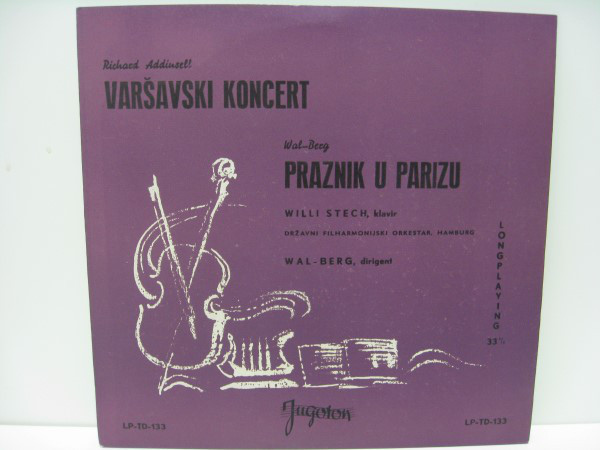 Richard Addinsell
VARŠAVSKI KONCERT
Wal-Berg
PRAZNIK U PARIZU
WILLI STECH, klavir
DRŽAVNI FILHARMONIJSKI ORKESTAR, HAMBURG
WAL-BERG, dirigent
LONGPLAYING
33⅓
Jugoton
LP-TD-133
LP-TD-133